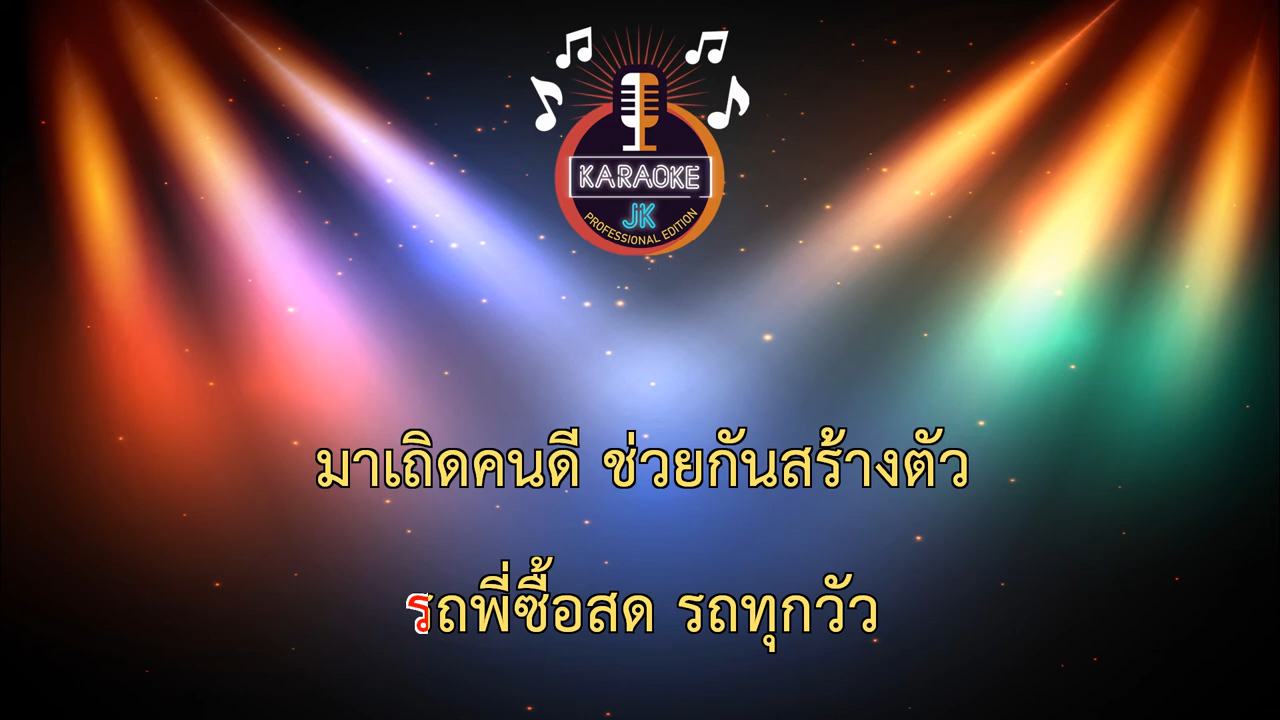 KARAOKE
JK
PROFESSIONAL EDITION
มาเถิดคนดี ช่วยกันสร้างตัว
รถพี่ซื้อสด รถทุกวัว